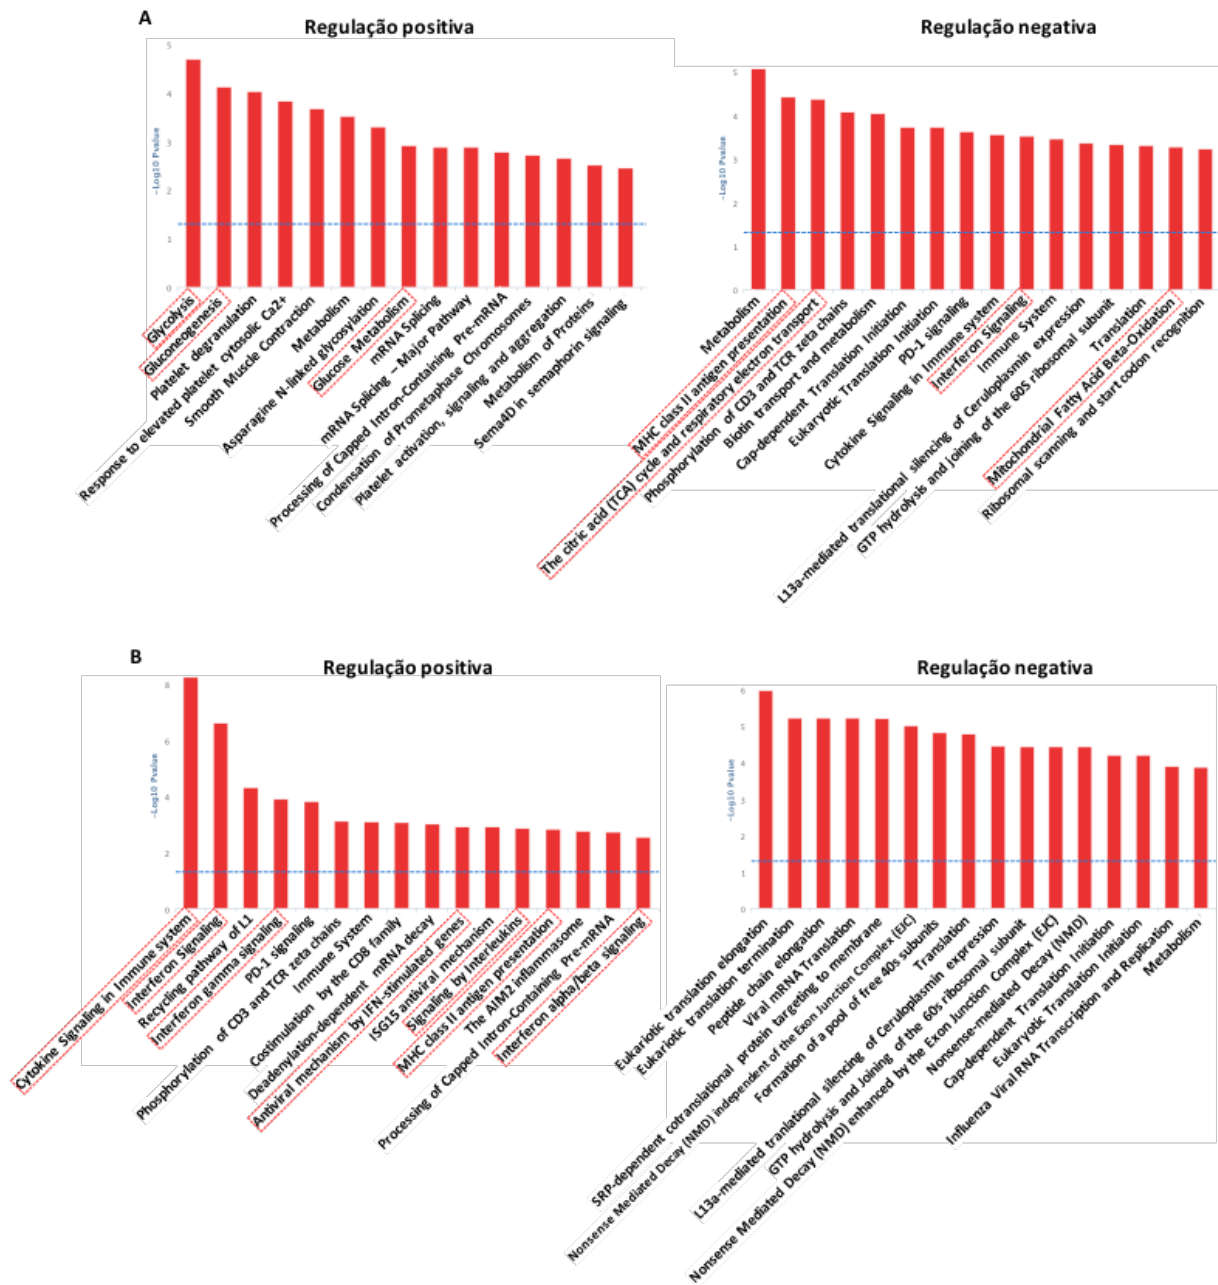 A
Regulação positiva
5
4
3
2
1
0
–Log10 Pvalue
Glycolysis
Gluconeogenesis
Platelet degranulation
Response to elevated platelet cytosolic Ca2+
Smooth Muscle Contraction
Metabolism
Asparagine N-linked glycosylation
Glucose Metabolism
mRNA Splicing
mRNA Splicing – Major Pathway
Processing of Capped Intron-Containing Pre-mRNA
Condensation of Prometaphase Chromosomes
Platelet activation, signaling and aggregation
Metabolism of Proteins
Sema4D in semaphorin signaling
Regulação negativa
5
4
3
2
1
0
–Log10 Pvalue
Metabolism
MHC class II antigen presentation
The citric acid (TCA) cycle and respiratory electron transport
Phosphorylation of CD3 and TCR zeta chains
Biotin transport and metabolism
Cap-dependent Translation Initiation
Eukaryotic Translation Initiation
PD-1 signaling
Cytokine Signaling in Immune system
Interferon Signaling
Immune System
L13a-mediated translational silencing of Ceruloplasmin expression
GTP hydrolysis and joining of the 60S ribosomal subunit
Translation
Mitochondrial Fatty Acid Beta-Oxidation
Ribosomal scanning and start codon recognition
B
Regulação positiva
8
6
4
2
0
–Log10 Pvalue
Cytokine Signaling in Immune system
Interferon Signaling
Recycling pathway of L1
Interferon gamma signaling
PD-1 signaling
Phosphorylation of CD3 and TCR zeta chains
Immune System
Costimulation by the CD8 family
Deadenylation-dependent mRNA decay
Antiviral mechanism by IFN-stimulated genes
ISG15 antiviral mechanism
Signaling by Interleukins
MHC class II antigen presentation
The AIM2 inflammasome
Processing of Capped Intron-Containing Pre-mRNA
Interferon alpha/beta signaling
Regulação negativa
6
5
4
3
2
1
0
–Log10 Pvalue
Eukariotic translation elongation
Eukariotic translation termination
Peptide chain elongation
Viral mRNA Translation
SRP-dependent cotranslational protein targeting to membrane
Nonsense Mediated Decay (NMD) independent of the Exon Junction Complex (EJC)
Formation of a pool of free 40s subunits
Translation
L13a-mediated tranlational silencing of Ceruloplasmin expression
GTP hydrolysis and Joining of the 60s ribosomal subunit
Nonsense Mediated Decay (NMD) enhanced by the Exon Junction Complex (EJC)
Nonsense-mediated Decay (NMD)
Cap-dependent Translation Initiation
Eukaryotic Translation Initiation
Influenza Viral RNA Transcription and Replication
Metabolism